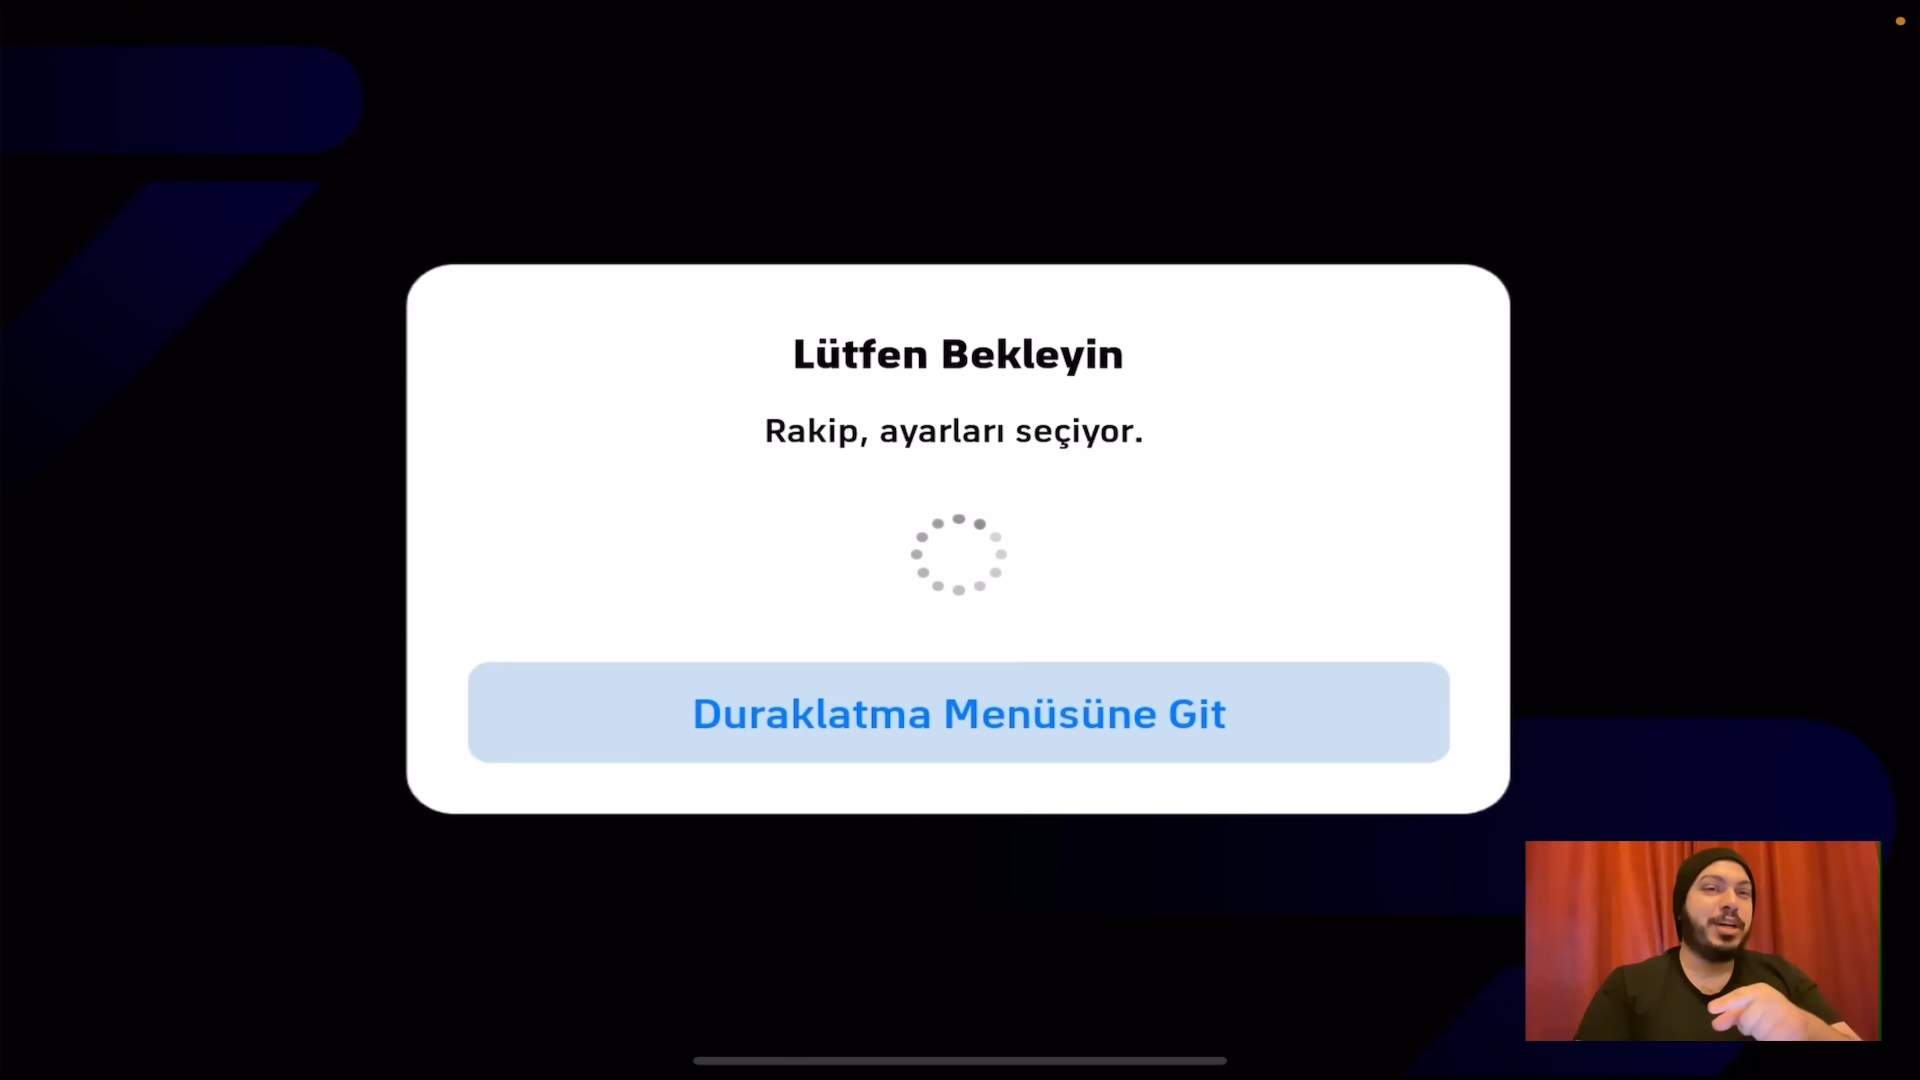 Lütfen Bekleyin
Rakip, ayarları seçiyor.
Duraklatma Menüsüne Git